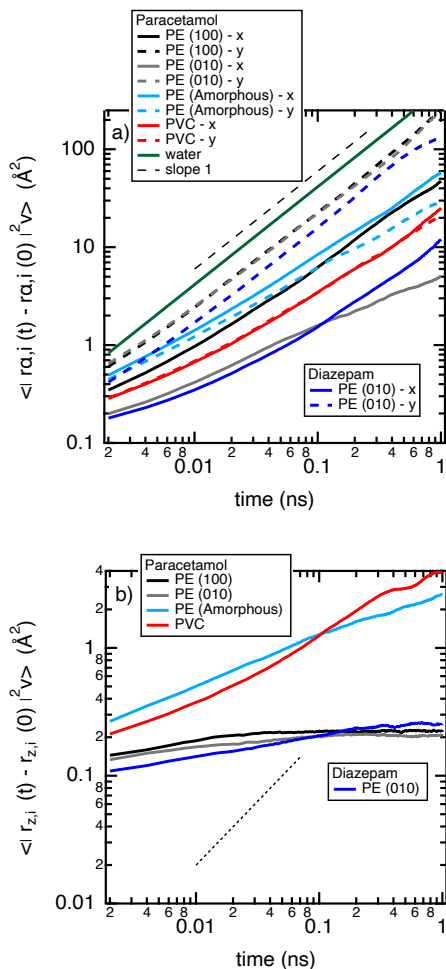 Paracetamol
PE (100) - x
PE (100) - y
PE (010) - x
PE (010) - y
PE (Amorphous) - x
PE (Amorphous) - y
PVC - x
PVC - y
water
slope 1
a)
100
10
1
0.1
<| rα,i (t) - rα,i (0) |²v> (Å²)
Diazepam
PE (010) - x
PE (010) - y
2 4 6 8 0.01 2 4 6 8 0.1 2 4 6 8 1
time (ns)
b)
Paracetamol
PE (100)
PE (010)
PE (Amorphous)
PVC
4
2
1
8
6
4
2
0.1
8
6
4
2
0.01
<| r z,i (t) - r z,i (0) |²v> (Å²)
Diazepam
PE (010)
2 4 6 8 0.01 2 4 6 8 0.1 2 4 6 8 1
time (ns)